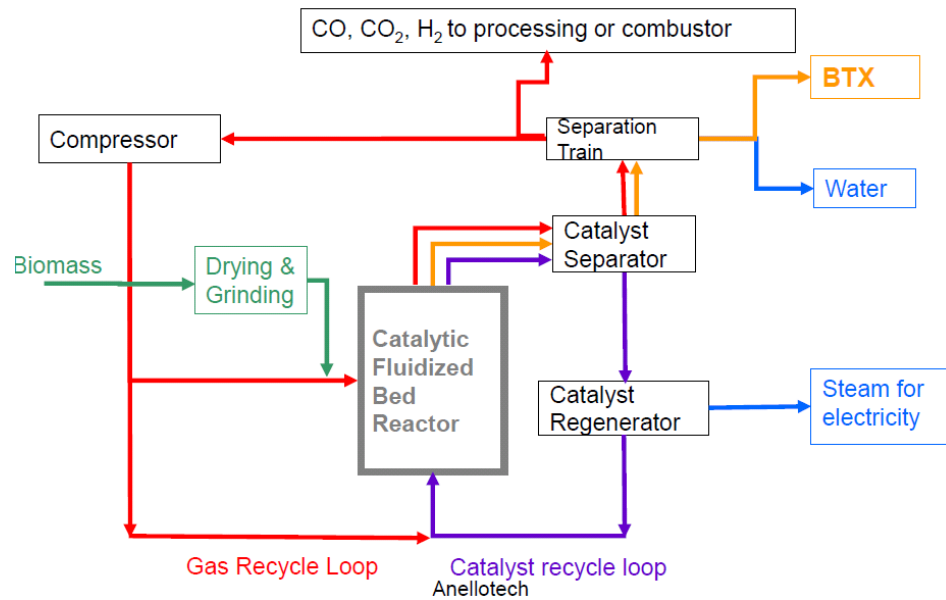 CO, CO₂, H₂ to processing or combustor
BTX
Compressor
Separation
Train
Water
Catalyst
Separator
Biomass
Drying &
Grinding
Catalytic
Fluidized
Bed
Reactor
Catalyst
Regenerator
Steam for
electricity
Gas Recycle Loop
Catalyst recycle loop
Anellotech